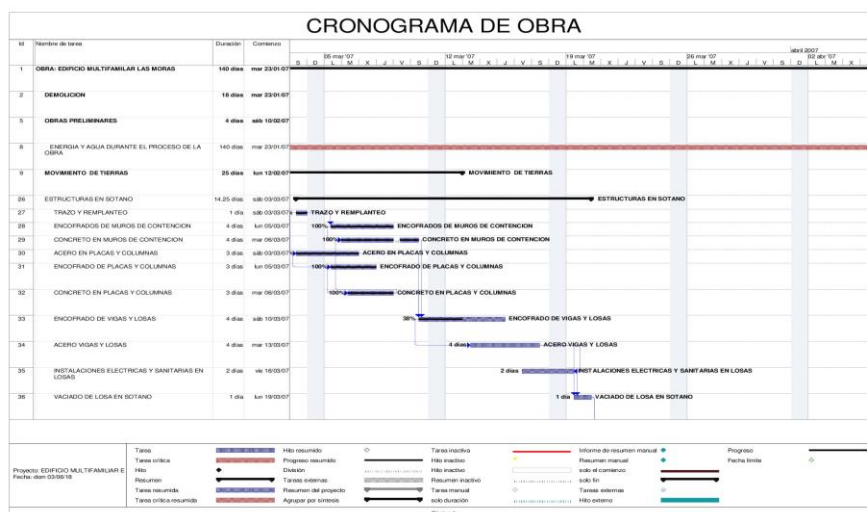 CRONOGRAMA DE OBRA
Id Nombre de tarea Duración Comienzo
abril 2007
05 mar '07 12 mar '07 19 mar '07 26 mar '07 02 abr '07
S D L M X J V S D L M X J V S D L M X J V S D L M X J V S D L M X
1 OBRA: EDIFICIO MULTIFAMILAR LAS MORAS 140 días mar 23/01/07
2 DEMOLICION 16 días mar 23/01/07
5 OBRAS PRELIMINARES 4 días sáb 10/02/07
8 ENERGIA Y AGUA DURANTE EL PROCESO DE LA OBRA 140 días mar 23/01/07
9 MOVIMIENTO DE TIERRAS 25 días lun 12/02/07 MOVIMIENTO DE TIERRAS
26 ESTRUCTURAS EN SOTANO 14.25 días sáb 03/03/07 ESTRUCTURAS EN SOTANO
27 TRAZO Y REMPLANTEO 1 día sáb 03/03/07 TRAZO Y REMPLANTEO
28 ENCOFRADOS DE MUROS DE CONTENCION 4 días lun 05/03/07 100% ENCOFRADOS DE MUROS DE CONTENCION
29 CONCRETO EN MUROS DE CONTENCION 4 días mar 06/03/07 100% CONCRETO EN MUROS DE CONTENCION
30 ACERO EN PLACAS Y COLUMNAS 3 días sáb 03/03/07 ACERO EN PLACAS Y COLUMNAS
31 ENCOFRADO DE PLACAS Y COLUMNAS 3 días lun 05/03/07 100% ENCOFRADO DE PLACAS Y COLUMNAS
32 CONCRETO EN PLACAS Y COLUMNAS 3 días mar 06/03/07 100% CONCRETO EN PLACAS Y COLUMNAS
33 ENCOFRADO DE VIGAS Y LOSAS 4 días sáb 10/03/07 38% ENCOFRADO DE VIGAS Y LOSAS
34 ACERO VIGAS Y LOSAS 4 días mar 13/03/07 4 días ACERO VIGAS Y LOSAS
35 INSTALACIONES ELECTRICAS Y SANITARIAS EN LOSAS 2 días vie 16/03/07 2 días INSTALACIONES ELECTRICAS Y SANITARIAS EN LOSAS
36 VACIADO DE LOSA EN SOTANO 1 día lun 19/03/07 1 día VACIADO DE LOSA EN SOTANO
Proyecto: EDIFICIO MULTIFAMILIAR E
Fecha: dom 03/06/18
Tarea Hito resumido Tarea inactiva Informe de resumen manual Progreso
Tarea crítica Progreso resumido Hito inactivo Resumen manual Fecha límite
Hito División Hito inactivo solo el comienzo
Resumen Tareas externas Resumen inactivo solo fin
Tarea resumida Resumen del proyecto Tarea manual Tareas externas
Tarea crítica resumida Agrupar por síntesis solo duración Hito externo